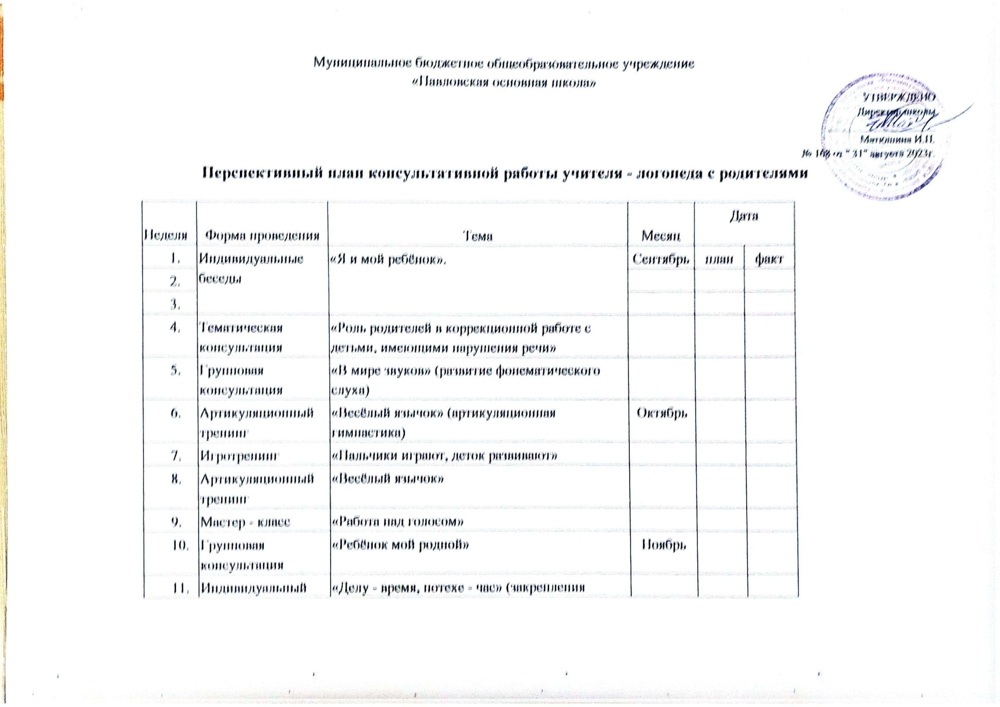 Муниципальное бюджетное общеобразовательное учреждение
«Павловская основная школа»
УТВЕРЖДЕНО
Директор школы
И.П.
от " 31" августа 2023г.
Перспективный план консультативной работы учителя - логопеда с родителями
Неделя Форма проведения Тема Месяц Дата
1. Индивидуальные «Я и мой ребёнок». Сентябрь план факт
2. беседы
3.
4. Тематическая «Роль родителей в коррекционной работе с
консультация детьми, имеющими нарушения речи»
5. Групповая «В мире звуков» (развитие фонематического
консультация слуха)
6. Артикуляционный «Весёлый язычок» (артикуляционная Октябрь
тренинг гимнастика)
7. Игротренинг «Пальчики играют, деток развивают»
8. Артикуляционный «Весёлый язычок»
тренинг
9. Мастер - класс «Работа над голосом»
10. Групповая «Ребёнок мой родной» Ноябрь
консультация
11. Индивидуальный «Делу - время, потехе - час» (закрепления